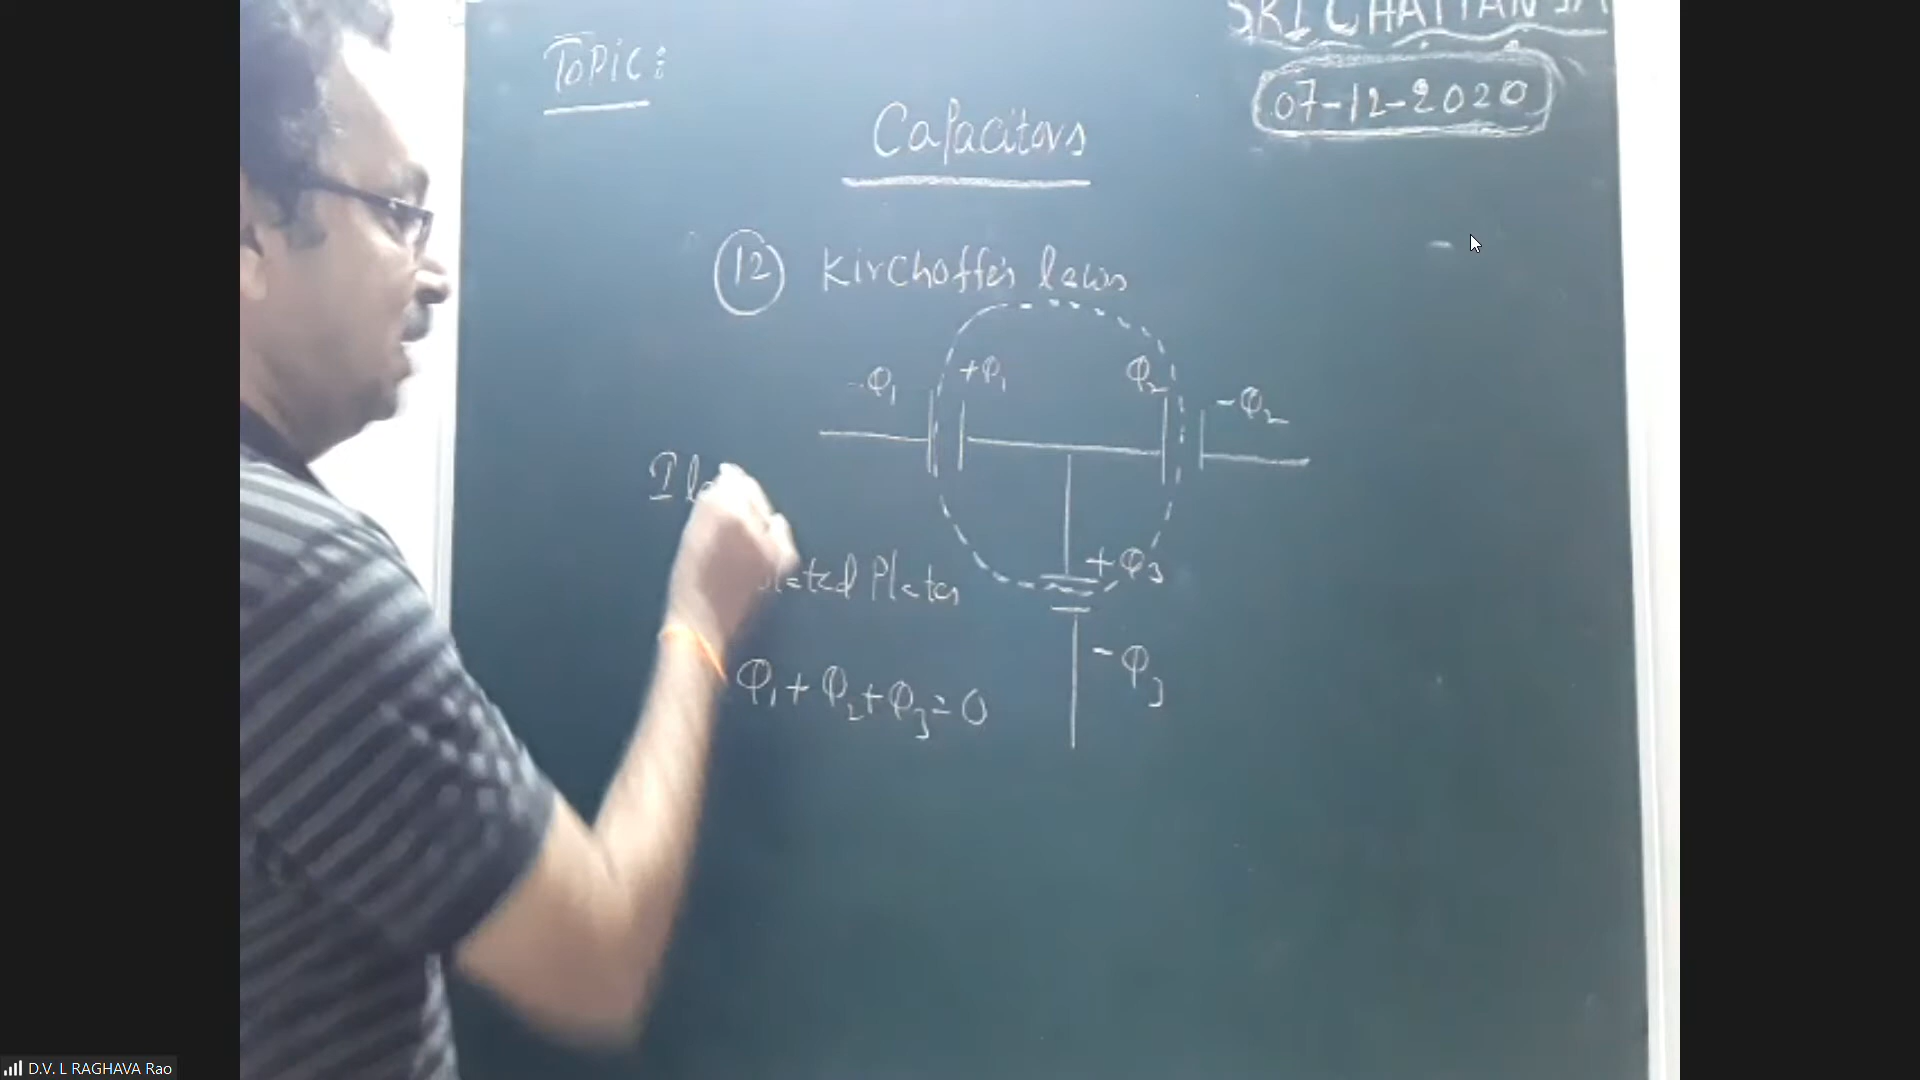 SRI CHAITANYA
ToPic:
07-12-2020
Capacitors
12 Kirchoff's laws
-Q1 +Q1 Q2 -Q2
I
+Q3
Plates
-Q3
Q1+Q2+Q3=0
D.V. L RAGHAVA Rao